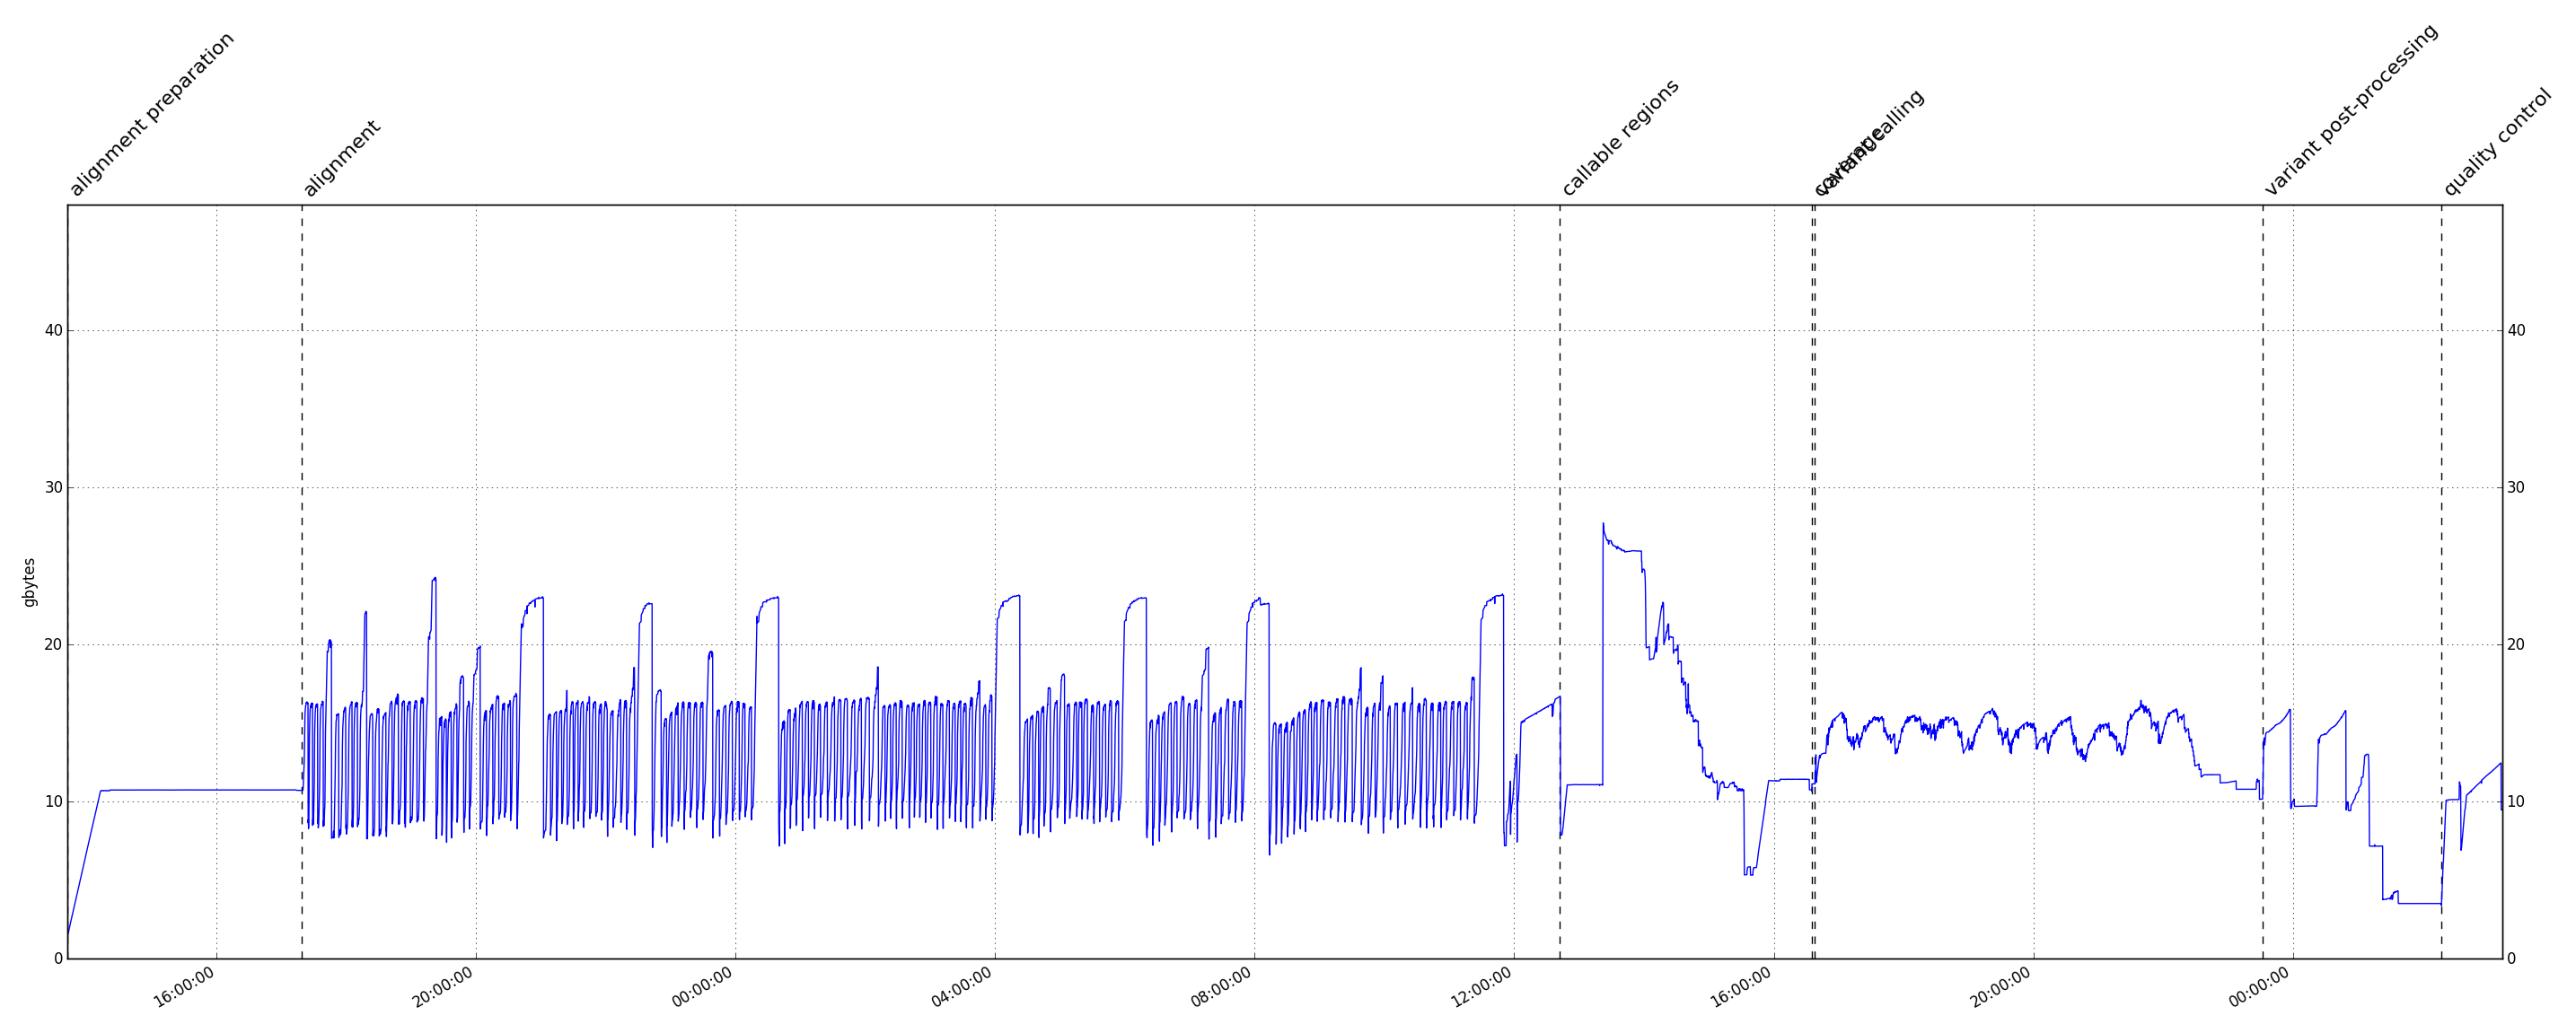 alignment preparation
alignment
callable regions
coverage
variant calling
variant post-processing
quality control
gbytes
40
30
20
10
0
40
30
20
10
0
16:00:00
20:00:00
00:00:00
04:00:00
08:00:00
12:00:00
16:00:00
20:00:00
00:00:00